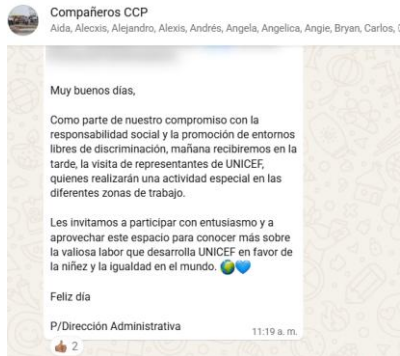 Compañeros CCP
Aida, Alecxis, Alejandro, Alexis, Andrés, Angela, Angelica, Angie, Bryan, Carlos,
Muy buenos días,
Como parte de nuestro compromiso con la
responsabilidad social y la promoción de entornos
libres de discriminación, mañana recibiremos en la
tarde, la visita de representantes de UNICEF,
quienes realizarán una actividad especial en las
diferentes zonas de trabajo.
Les invitamos a participar con entusiasmo y a
aprovechar este espacio para conocer más sobre
la valiosa labor que desarrolla UNICEF en favor de
la niñez y la igualdad en el mundo. 🌍💙
Feliz día
P/Dirección Administrativa
11:19 a. m.
👍🏽 2